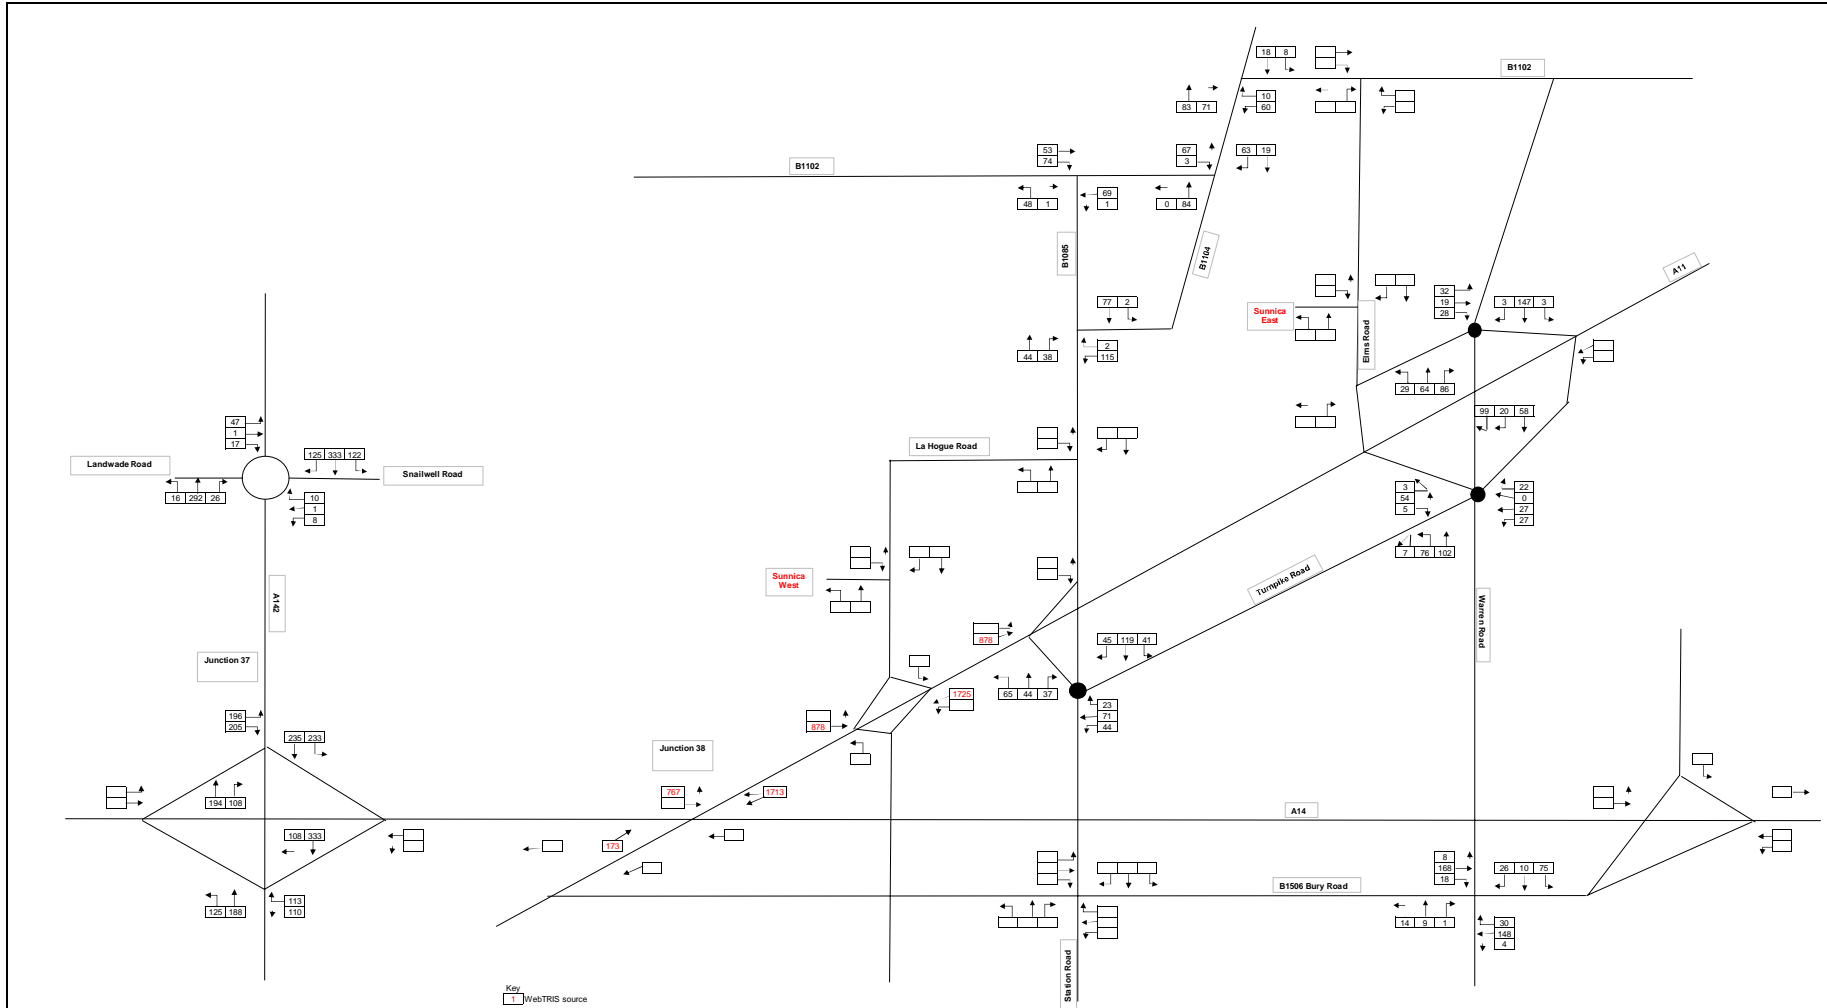 18 8
B1102
10
60
83 71
53
74
67
3
63 19
B1102
48 1
69
1
0 84
B1085
B1104
A11
77 2
32
19
28
3 147 3
Sunnica
East
Elms Road
44 38
2
115
29 64 86
99 20 58
47
1
17
La Hogue Road
125 333 122
Landwade Road
Snailwell Road
16 292 26
10
1
8
3
54
5
22
0
27
27
7 76 102
Sunnica
West
Turnpike Road
A142
Warren Road
878
45 119 41
Junction 37
65 44 37
1725
23
71
44
196
205
878
235 233
Junction 38
767
1713
194 108
A14
108 333
173
8
168
18
26 10 75
B1506 Bury Road
125 188
113
110
14 9 1
30
148
4
Station Road
Key
1 WebTRIS source